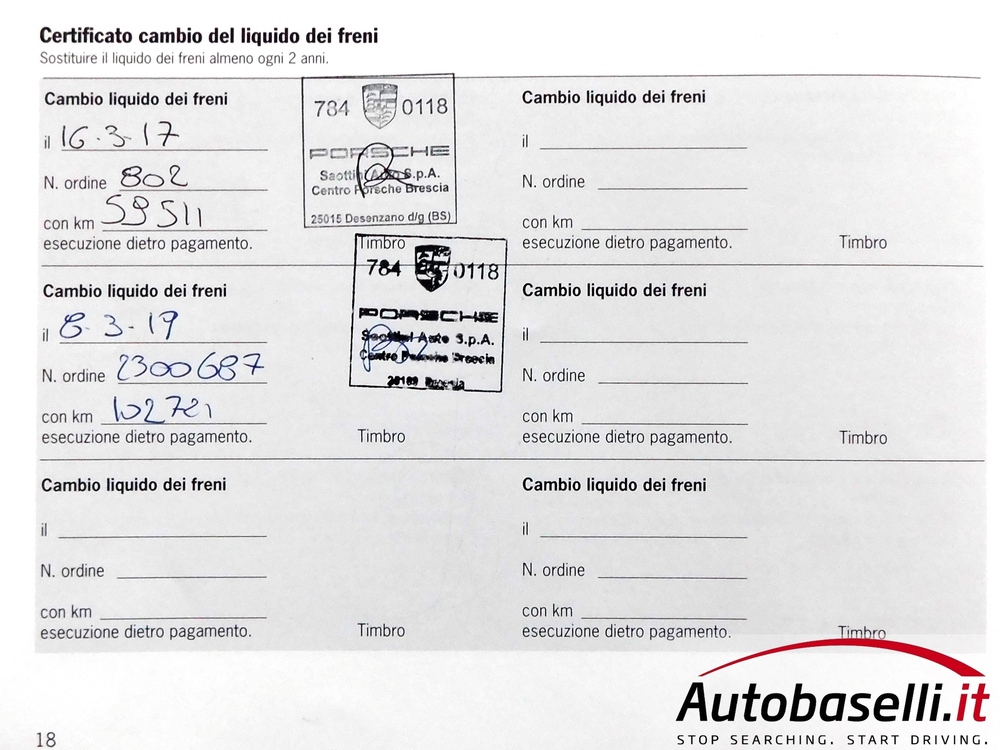 Certificato cambio del liquido dei freni
Sostituire il liquido dei freni almeno ogni 2 anni.
Cambio liquido dei freni
il 16-3-17
N. ordine 802
con km 59511
esecuzione dietro pagamento.
784 0118
PORSCHE
Saottini Auto S.p.A.
Centro Porsche Brescia
25015 Desenzano d/g (BS)
Timbro
Cambio liquido dei freni
il
N. ordine
con km
esecuzione dietro pagamento.
Timbro
Cambio liquido dei freni
il 8-3-19
N. ordine 2300687
con km 102721
esecuzione dietro pagamento.
784 0118
PORSCHE
Saottini Auto S.p.A.
Centro Porsche Brescia
Brescia
Timbro
Cambio liquido dei freni
il
N. ordine
con km
esecuzione dietro pagamento.
Timbro
Cambio liquido dei freni
il
N. ordine
con km
esecuzione dietro pagamento.
Timbro
Cambio liquido dei freni
il
N. ordine
con km
esecuzione dietro pagamento.
Timbro
18
Autobaselli.it
STOP SEARCHING. START DRIVING.